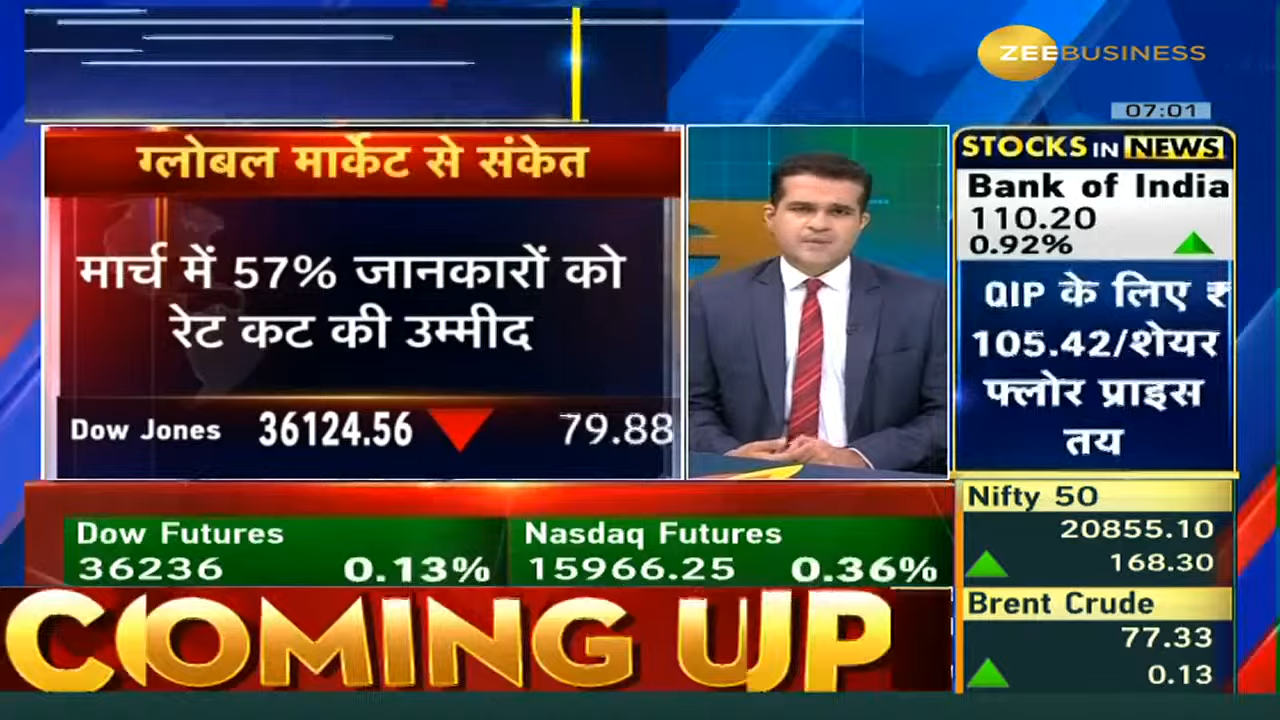 ZEEBUSINESS
07:01
ग्लोबल मार्केट से संकेत
मार्च में 57% जानकारों को
रेट कट की उम्मीद
Dow Jones 36124.56 79.88
STOCKS IN NEWS
Bank of India
110.20
0.92%
QIP के लिए ₹
105.42/शेयर
फ्लोर प्राइस
तय
Dow Futures
36236 0.13%
Nasdaq Futures
15966.25 0.36%
Nifty 50
20855.10
168.30
Brent Crude
77.33
0.13
COMING UP